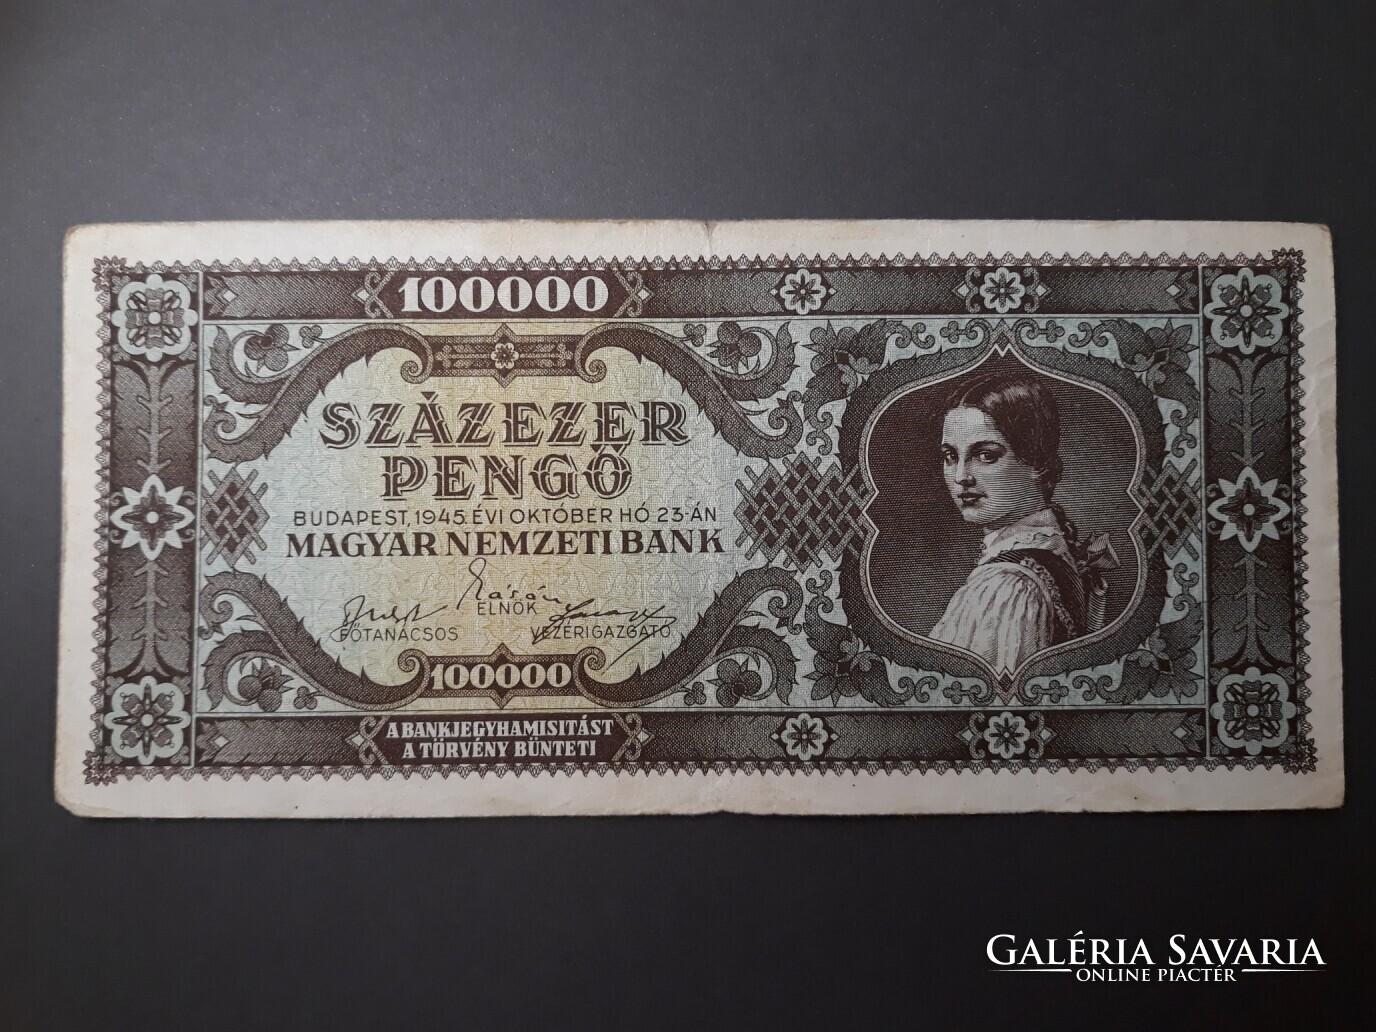 100000
SZÁZEZER
PENGŐ
BUDAPEST, 1945. ÉVI OKTÓBER HÓ 23-ÁN
MAGYAR NEMZETI BANK
ELNÖK
FŐTANÁCSOS VEZÉRIGAZGATÓ
100000
A BANKJEGYHAMISITÁST
A TÖRVÉNY BÜNTETI
GALÉRIA SAVARIA
ONLINE PIACTÉR